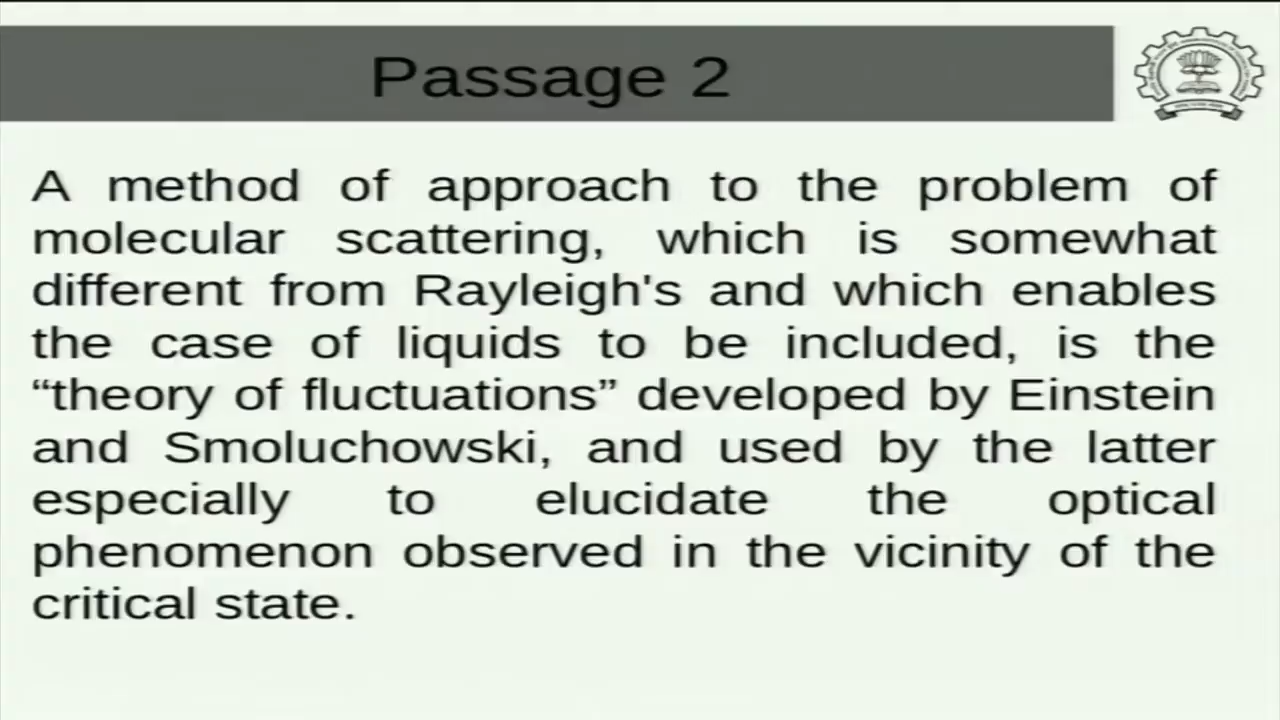 Passage 2
A method of approach to the problem of
molecular scattering, which is somewhat
different from Rayleigh's and which enables
the case of liquids to be included, is the
“theory of fluctuations” developed by Einstein
and Smoluchowski, and used by the latter
especially to elucidate the optical
phenomenon observed in the vicinity of the
critical state.